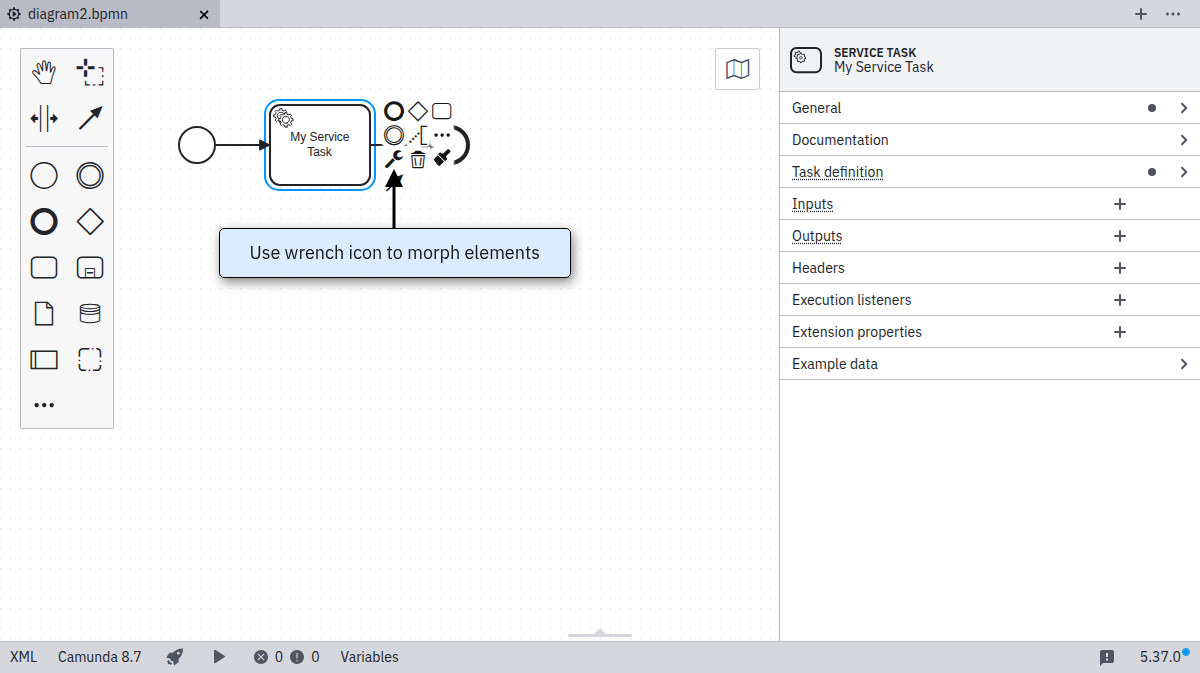 diagram2.bpmn
SERVICE TASK
My Service Task
General
Documentation
Task definition
Inputs
Outputs
Headers
Execution listeners
Extension properties
Example data
My Service
Task
Use wrench icon to morph elements
XML Camunda 8.7 0 0 Variables 5.37.0